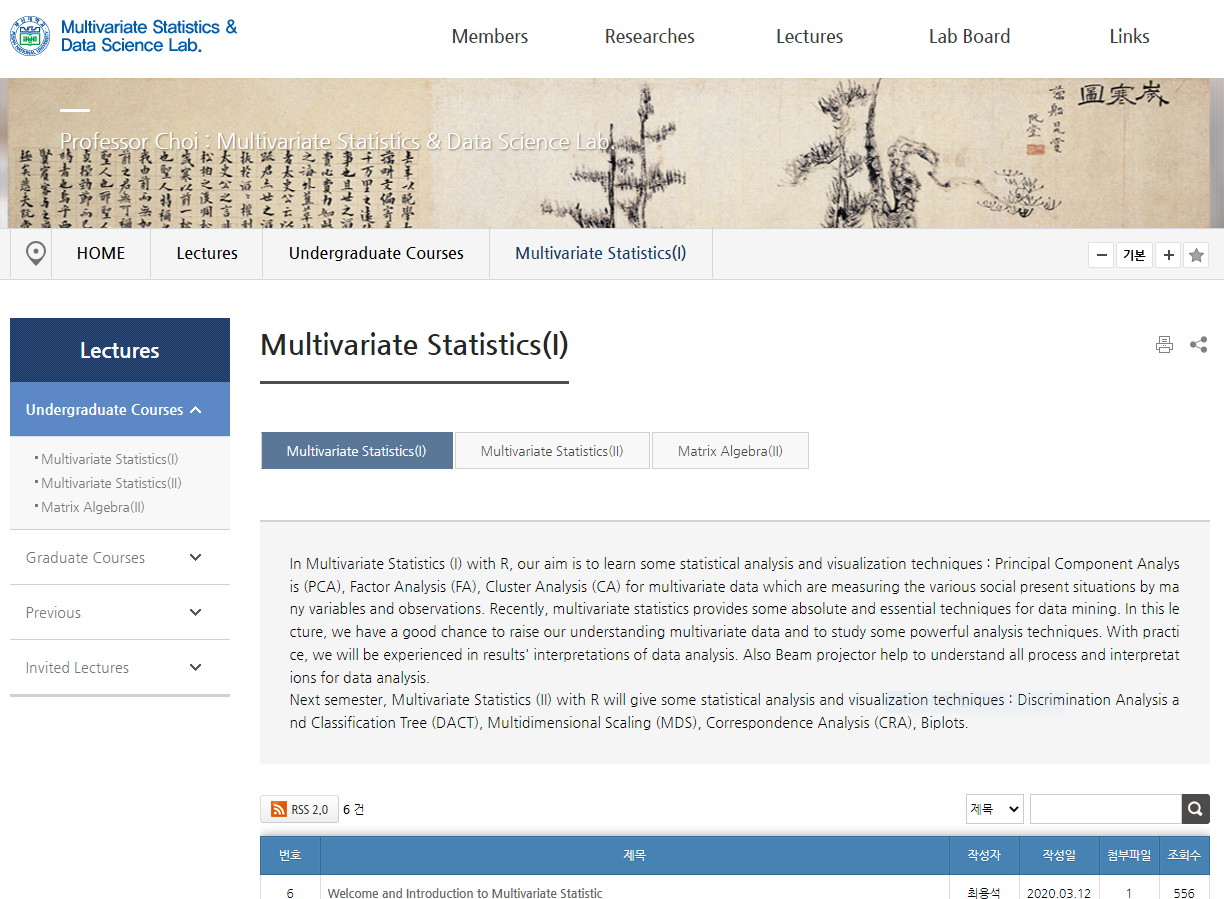 Multivariate Statistics &
Data Science Lab.
Members
Researches
Lectures
Lab Board
Links
歲寒圖
Professor Choi : Multivariate Statistics & Data Science Lab.
HOME
Lectures
Undergraduate Courses
Multivariate Statistics(I)
기본
Lectures
Undergraduate Courses
Multivariate Statistics(I)
Multivariate Statistics(II)
Matrix Algebra(II)
Graduate Courses
Previous
Invited Lectures
Multivariate Statistics(I)
Multivariate Statistics(I)
Multivariate Statistics(II)
Matrix Algebra(II)
In Multivariate Statistics (I) with R, our aim is to learn some statistical analysis and visualization techniques : Principal Component Analys
is (PCA), Factor Analysis (FA), Cluster Analysis (CA) for multivariate data which are measuring the various social present situations by ma
ny variables and observations. Recently, multivariate statistics provides some absolute and essential techniques for data mining. In this le
cture, we have a good chance to raise our understanding multivariate data and to study some powerful analysis techniques. With practi
ce, we will be experienced in results' interpretations of data analysis. Also Beam projector help to understand all process and interpretat
ions for data analysis.
Next semester, Multivariate Statistics (II) with R will give some statistical analysis and visualization techniques : Discrimination Analysis a
nd Classification Tree (DACT), Multidimensional Scaling (MDS), Correspondence Analysis (CRA), Biplots.
RSS 2.0 6 건
제목
번호 제목 작성자 작성일 첨부파일 조회수
6 Welcome and Introduction to Multivariate Statistic 최용석 2020.03.12 1 556